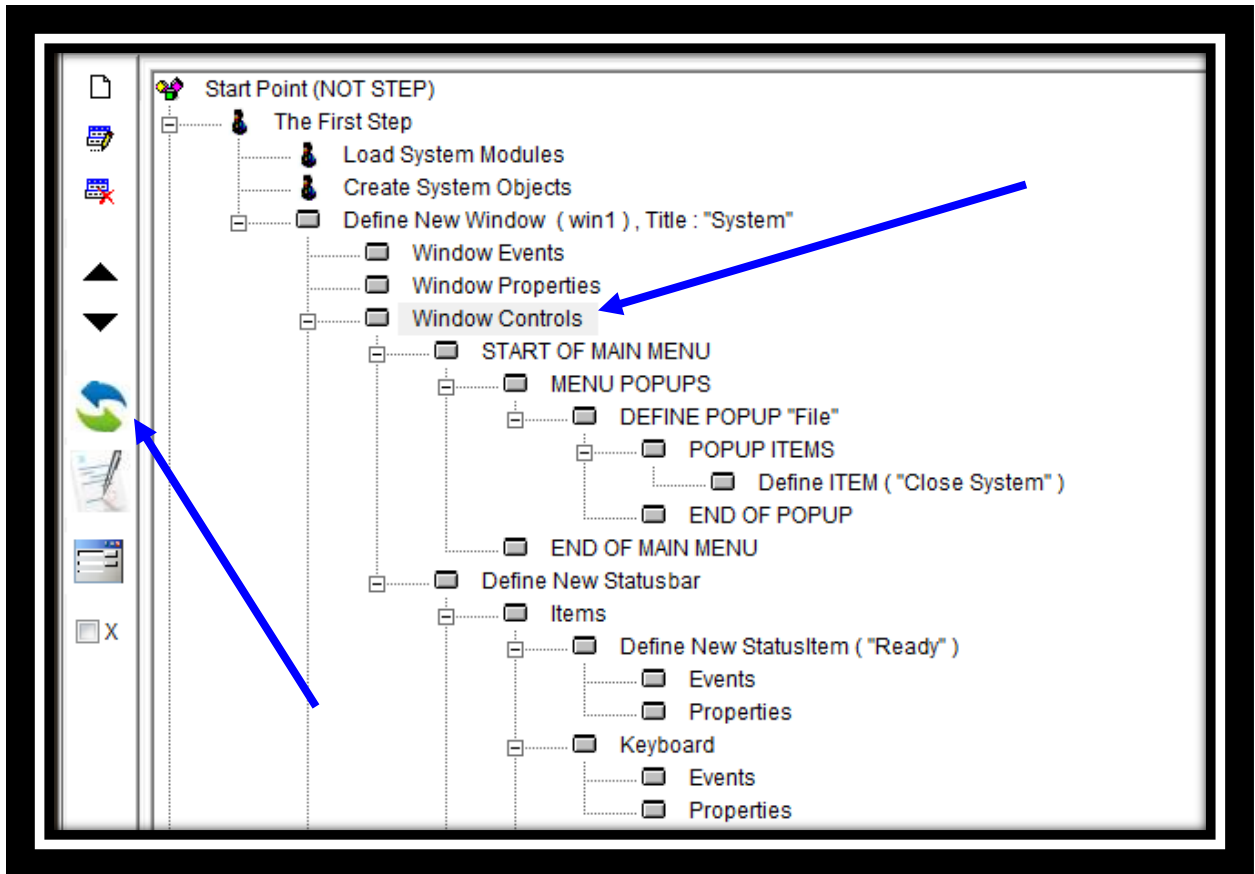 Start Point (NOT STEP)
The First Step
Load System Modules
Create System Objects
Define New Window ( win1 ) , Title : "System"
Window Events
Window Properties
Window Controls
START OF MAIN MENU
MENU POPUPS
DEFINE POPUP "File"
POPUP ITEMS
Define ITEM ( "Close System" )
END OF POPUP
END OF MAIN MENU
Define New Statusbar
Items
X
Define New StatusItem ( "Ready" )
Events
Properties
Keyboard
Events
Properties